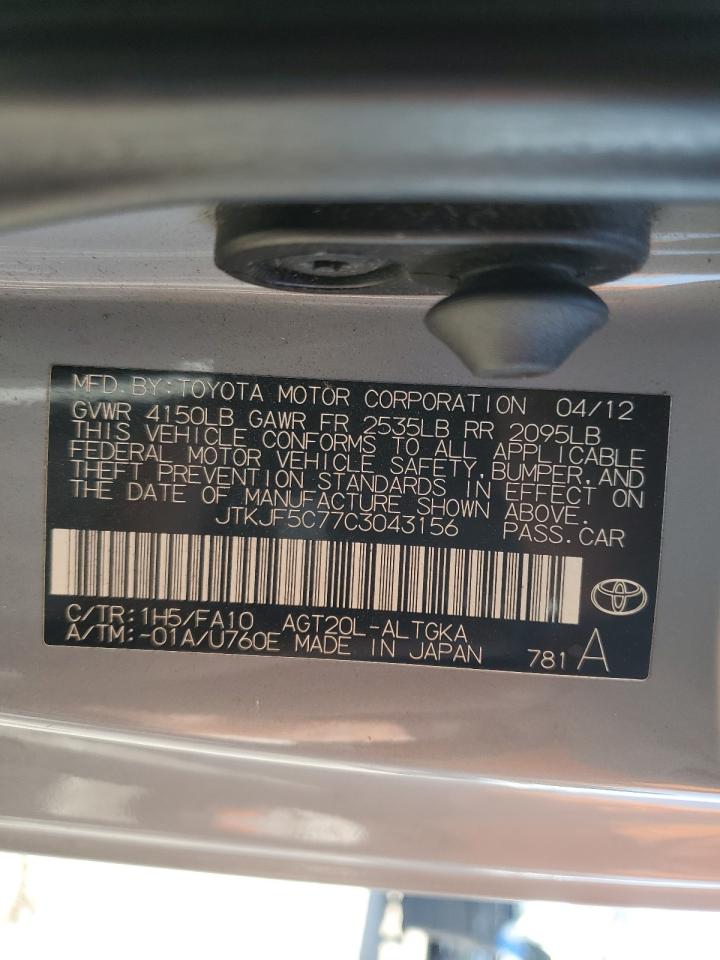 MFD. BY: TOYOTA MOTOR CORPORATION 04/12
GVWR 4150LB GAWR FR 2535LB RR 2095LB
THIS VEHICLE CONFORMS TO ALL APPLICABLE
FEDERAL MOTOR VEHICLE SAFETY, BUMPER, AND
THEFT PREVENTION STANDARDS IN EFFECT ON
THE DATE OF MANUFACTURE SHOWN ABOVE.
JTKJF5C77C3043156 PASS. CAR
C/TR: 1H5/FA10 AGT20L-ALTGKA
A/TM: -01A/U760E MADE IN JAPAN 781 A